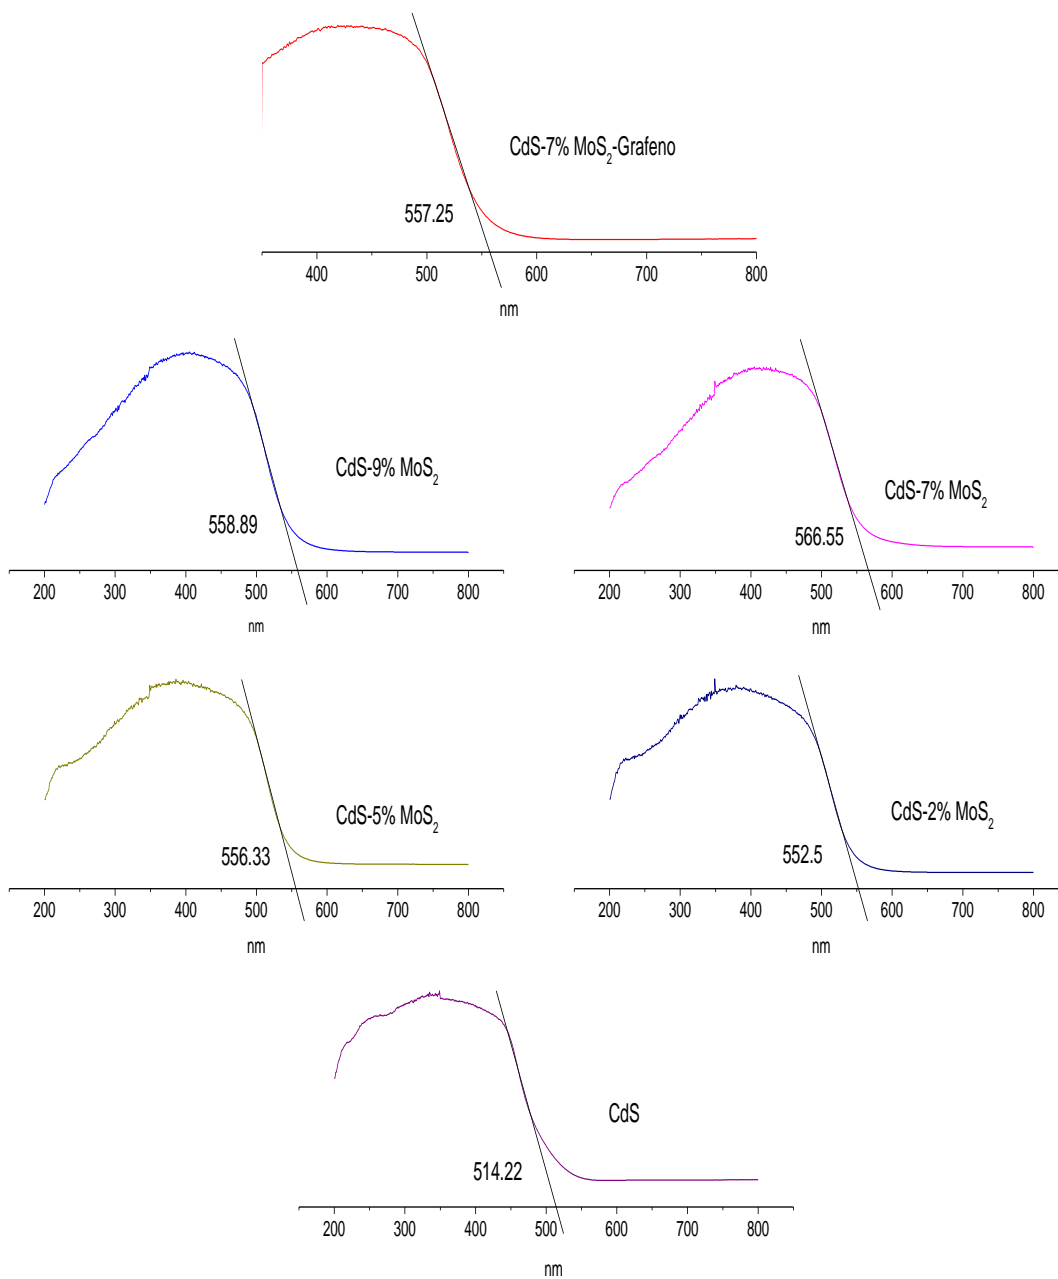 CdS-7% MoS₂-Grafeno
557.25
400 500 600 700 800
nm
CdS-9% MoS₂
558.89
200 300 400 500 600 700 800
nm
CdS-7% MoS₂
566.55
200 300 400 500 600 700 800
nm
CdS-5% MoS₂
556.33
200 300 400 500 600 700 800
nm
CdS-2% MoS₂
552.5
200 300 400 500 600 700 800
nm
CdS
514.22
200 300 400 500 600 700 800
nm